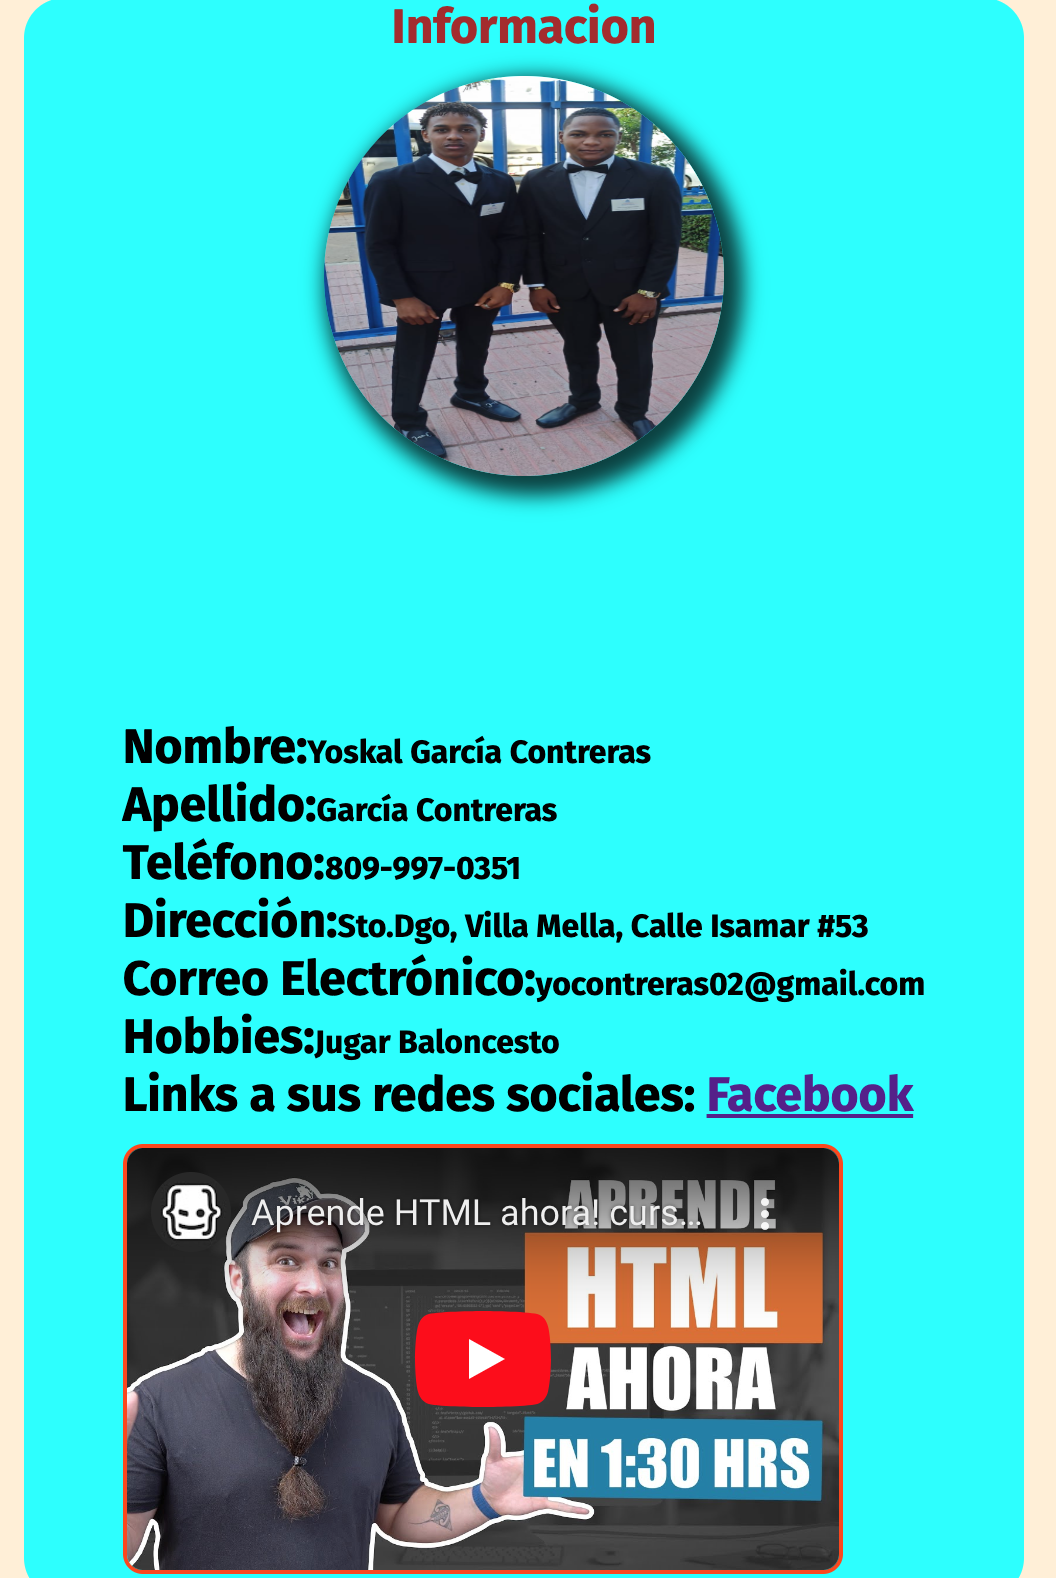 Informacion
Nombre:Yoskal García Contreras
Apellido:García Contreras
Teléfono:809-997-0351
Dirección:Sto.Dgo, Villa Mella, Calle Isamar #53
Correo Electrónico:yocontreras02@gmail.com
Hobbies:Jugar Baloncesto
Links a sus redes sociales: Facebook
Aprende HTML ahora! curs...
APRENDE
HTML
AHORA
EN 1:30 HRS